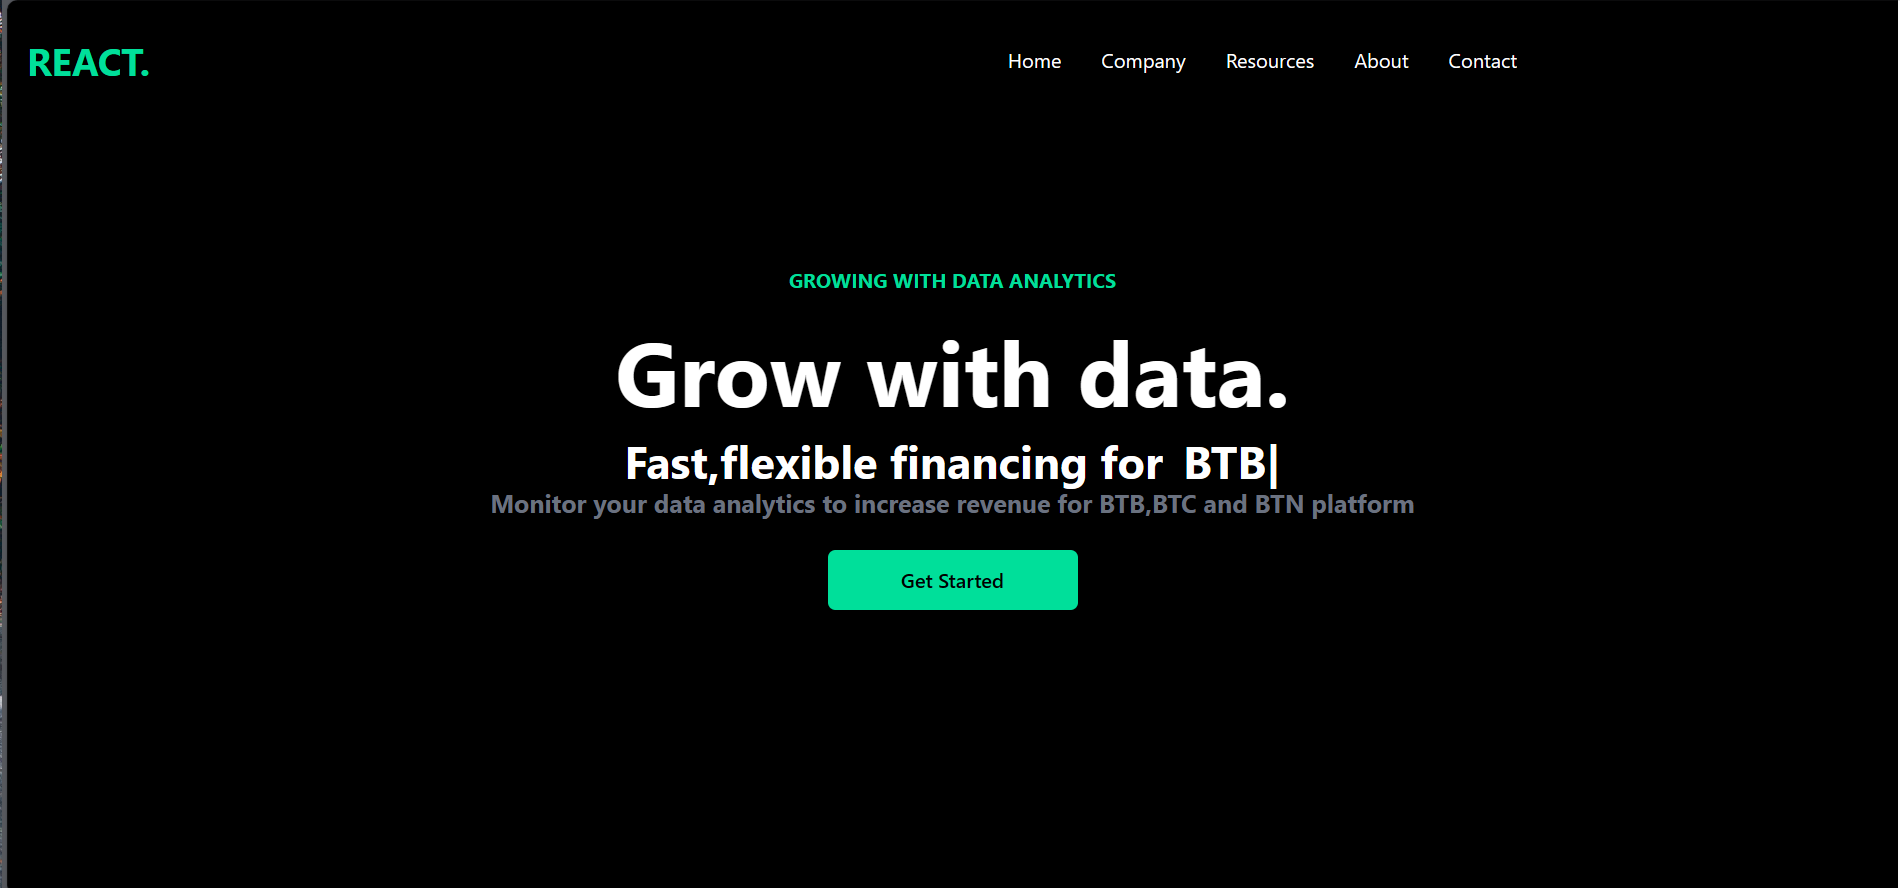 REACT.
Home Company Resources About Contact
GROWING WITH DATA ANALYTICS
Grow with data.
Fast,flexible financing for BTB|
Monitor your data analytics to increase revenue for BTB,BTC and BTN platform
Get Started